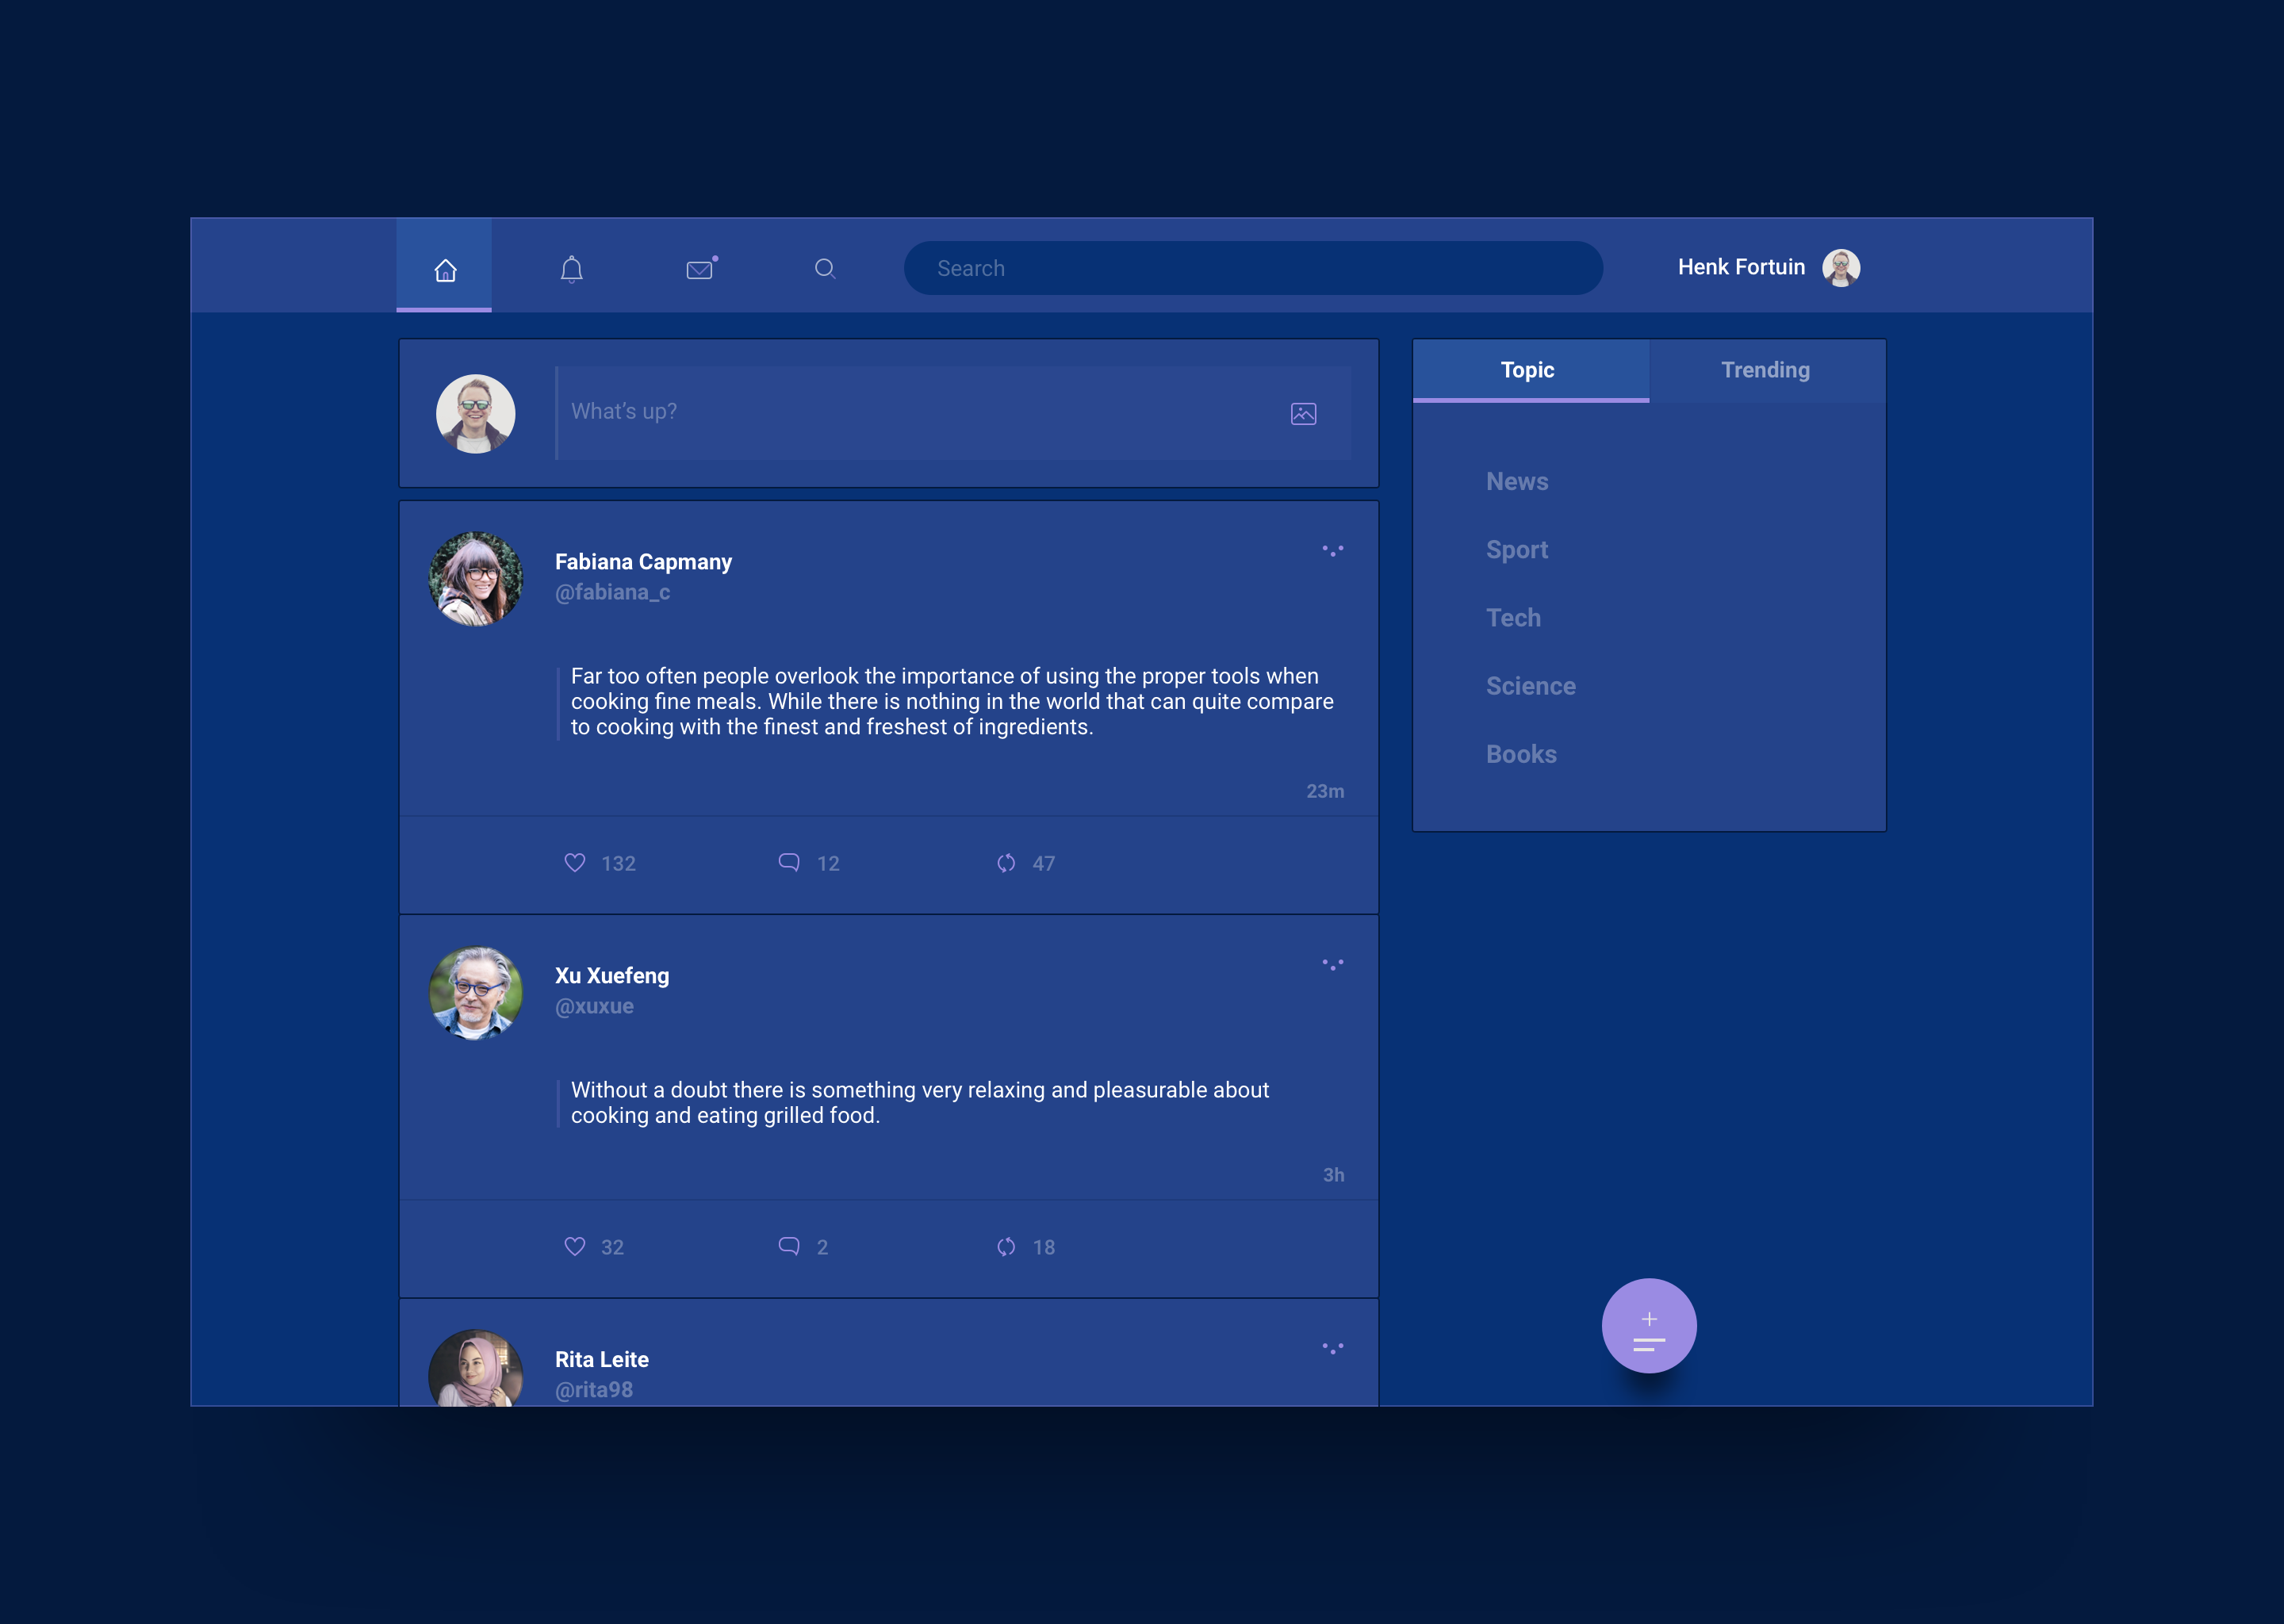 Search
Henk Fortuin
What’s up?
Topic
Trending
News
Sport
Tech
Science
Books
Fabiana Capmany
@fabiana_c
Far too often people overlook the importance of using the proper tools when
cooking fine meals. While there is nothing in the world that can quite compare
to cooking with the finest and freshest of ingredients.
23m
132
12
47
Xu Xuefeng
@xuxue
Without a doubt there is something very relaxing and pleasurable about
cooking and eating grilled food.
3h
32
2
18
Rita Leite
@rita98